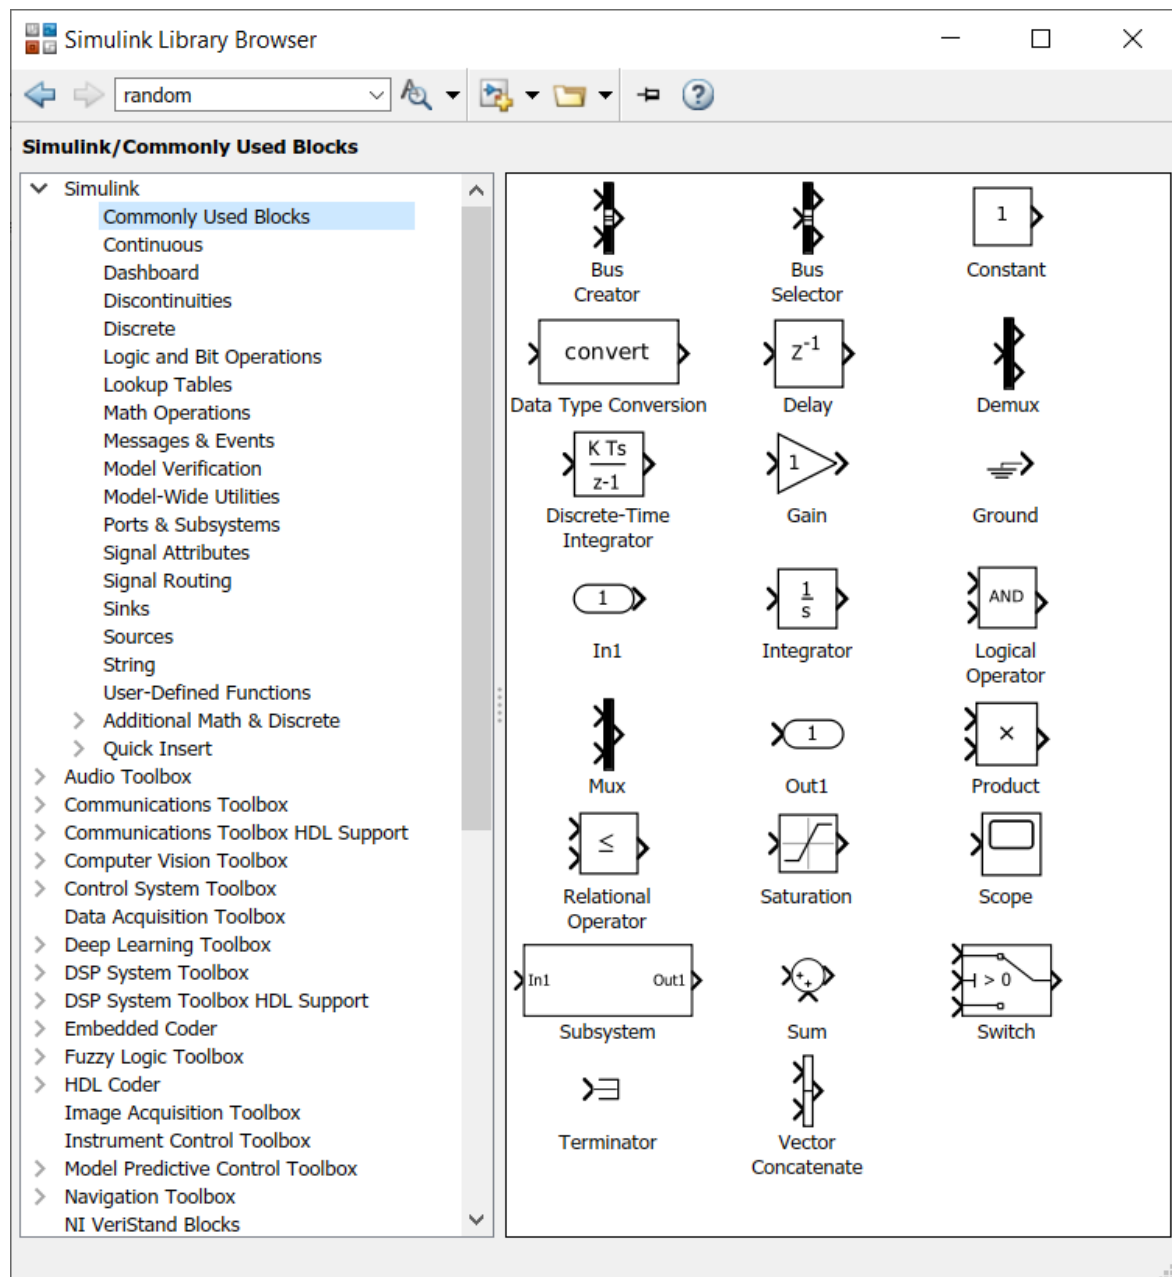 Simulink Library Browser
random
Simulink/Commonly Used Blocks
Simulink
Commonly Used Blocks
Continuous
Dashboard
Discontinuities
Discrete
Logic and Bit Operations
Lookup Tables
Math Operations
Messages & Events
Model Verification
Model-Wide Utilities
Ports & Subsystems
Signal Attributes
Signal Routing
Sinks
Sources
String
User-Defined Functions
Additional Math & Discrete
Quick Insert
Audio Toolbox
Communications Toolbox
Communications Toolbox HDL Support
Computer Vision Toolbox
Control System Toolbox
Data Acquisition Toolbox
Deep Learning Toolbox
DSP System Toolbox
DSP System Toolbox HDL Support
Embedded Coder
Fuzzy Logic Toolbox
HDL Coder
Image Acquisition Toolbox
Instrument Control Toolbox
Model Predictive Control Toolbox
Navigation Toolbox
NI VeriStand Blocks
Bus
Creator
Bus
Selector
1
Constant
convert
Data Type Conversion
z⁻¹
Delay
Demux
K Ts
z-1
Discrete-Time
Integrator
1
Gain
Ground
1
In1
1
s
Integrator
AND
Logical
Operator
Mux
1
Out1
×
Product
≤
Relational
Operator
Saturation
Scope
In1 Out1
Subsystem
+
+
Sum
> 0
Switch
Terminator
Vector
Concatenate